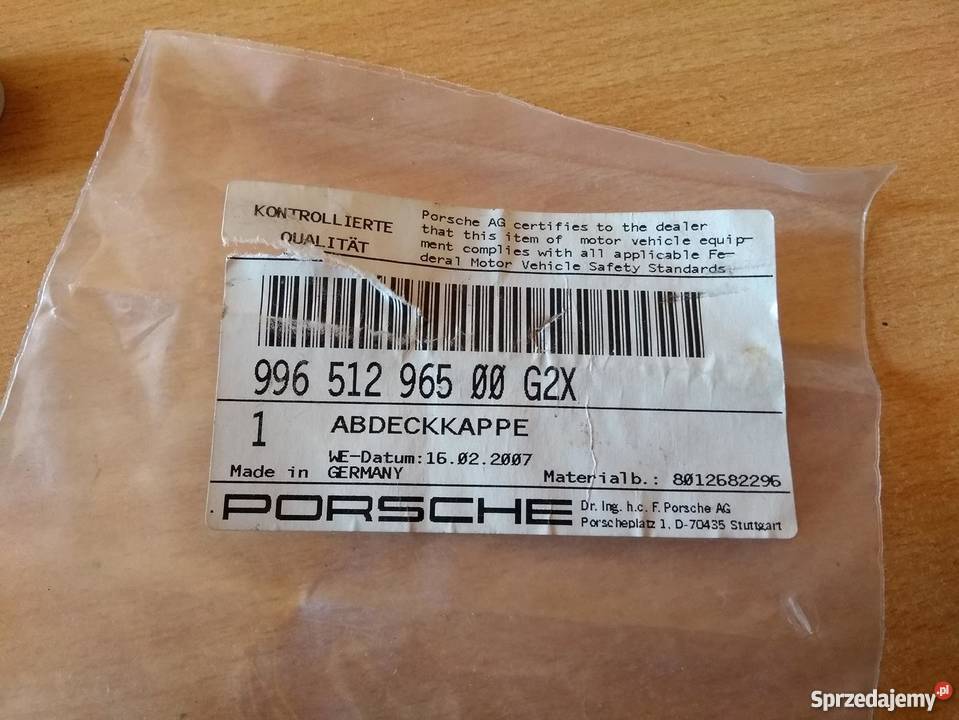 KONTROLLIERTE
QUALITÄT
Porsche AG certifies to the dealer
that this item of motor vehicle equip-
ment complies with all applicable Fe-
deral Motor Vehicle Safety Standards.
996 512 965 00 G2X
1 ABDECKKAPPE
WE-Datum:16.02.2007
Made in GERMANY
Materialb.: 8012682296
PORSCHE
Dr. Ing. h.c. F. Porsche AG
Porscheplatz 1, D-70435 Stuttgart
Sprzedajemy.pl